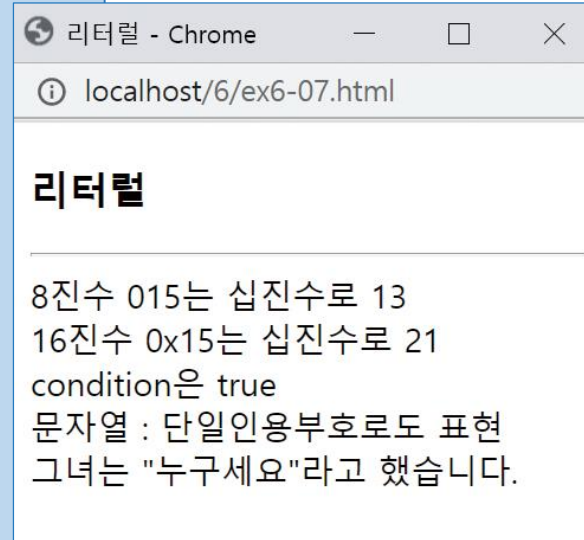 리터럴 - Chrome
localhost/6/ex6-07.html
리터럴
8진수 015는 십진수로 13
16진수 0x15는 십진수로 21
condition은 true
문자열 : 단일인용부호로도 표현
그녀는 "누구세요"라고 했습니다.